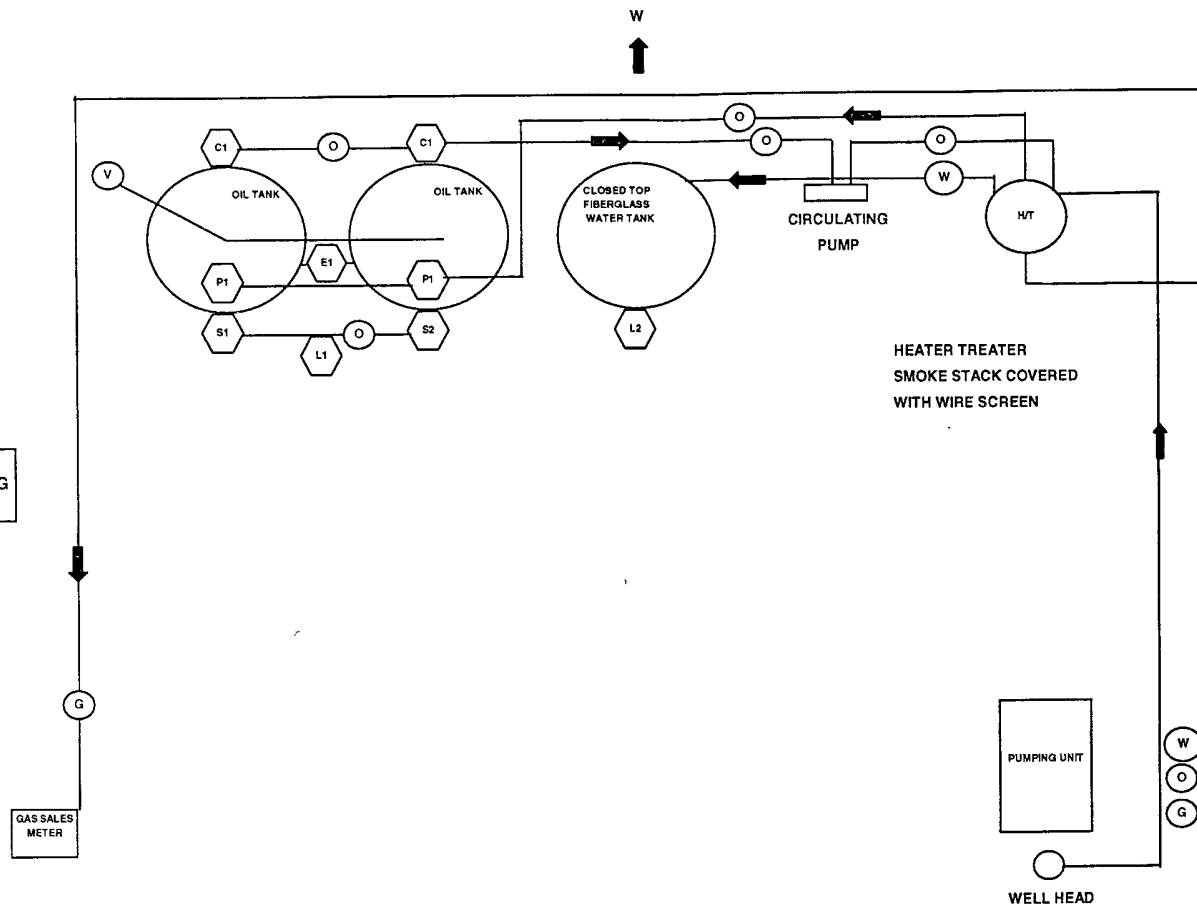 W
O
C1
O
C1
O
O
V
OIL TANK
OIL TANK
CLOSED TOP
FIBERGLASS
WATER TANK
W
CIRCULATING
PUMP
H/T
E1
P1
P1
S1
O
S2
L1
L2
HEATER TREATER
SMOKE STACK COVERED
WITH WIRE SCREEN
G
G
PUMPING UNIT
W
O
G
GAS SALES
METER
WELL HEAD